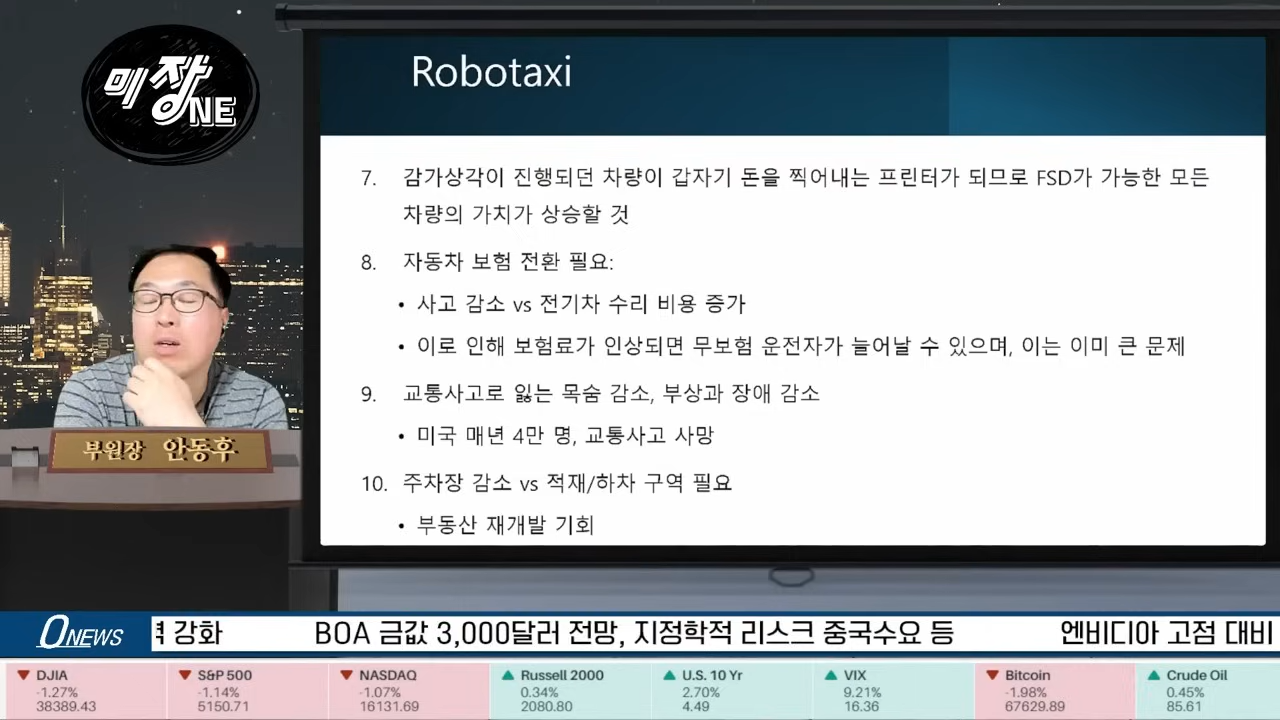 미장
NE
Robotaxi
7. 감가상각이 진행되던 차량이 갑자기 돈을 찍어내는 프린터가 되므로 FSD가 가능한 모든
차량의 가치가 상승할 것
8. 자동차 보험 전환 필요:
• 사고 감소 vs 전기차 수리 비용 증가
• 이로 인해 보험료가 인상되면 무보험 운전자가 늘어날 수 있으며, 이는 이미 큰 문제
9. 교통사고로 잃는 목숨 감소, 부상과 장애 감소
• 미국 매년 4만 명, 교통사고 사망
10. 주차장 감소 vs 적재/하차 구역 필요
• 부동산 재개발 기회
부원장 안동후
ONEWS
강화 BOA 금값 3,000달러 전망, 지정학적 리스크 중국수요 등 엔비디아 고점 대비
▼ DJIA ▼ S&P 500 ▼ NASDAQ ▲ Russell 2000 ▲ U.S. 10 Yr ▲ VIX ▼ Bitcoin ▲ Crude Oil
-1.27% -1.14% -1.07% 0.34% 2.70% 9.21% -1.98% 0.45%
38389.43 5150.71 16131.69 2080.80 4.49 16.36 67629.89 85.61